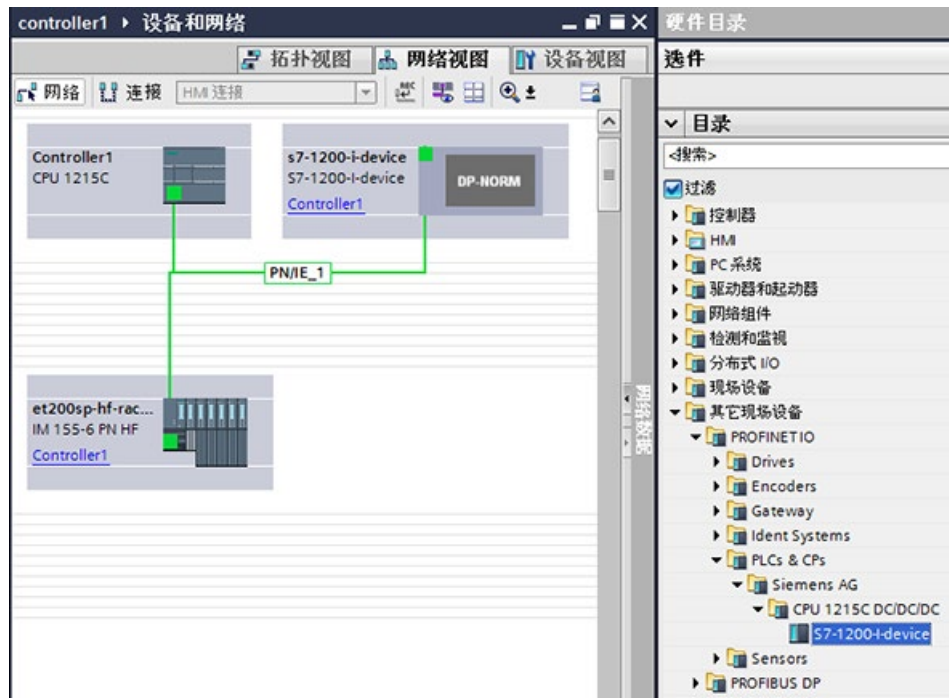 controller1 ▸ 设备和网络
拓扑视图 网络视图 设备视图
网络 连接 HMI 连接
Controller1
CPU 1215C
s7-1200-i-device
S7-1200-I-device
Controller1
DP-NORM
PN/IE_1
et200sp-hf-rac...
IM 155-6 PN HF
Controller1
网络数据
硬件目录
选件
目录
<搜索>
过滤
控制器
HMI
PC 系统
驱动器和起动器
网络组件
检测和监视
分布式 I/O
现场设备
其它现场设备
PROFINET IO
Drives
Encoders
Gateway
Ident Systems
PLCs & CPs
Siemens AG
CPU 1215C DC/DC/DC
S7-1200-I-device
Sensors
PROFIBUS DP